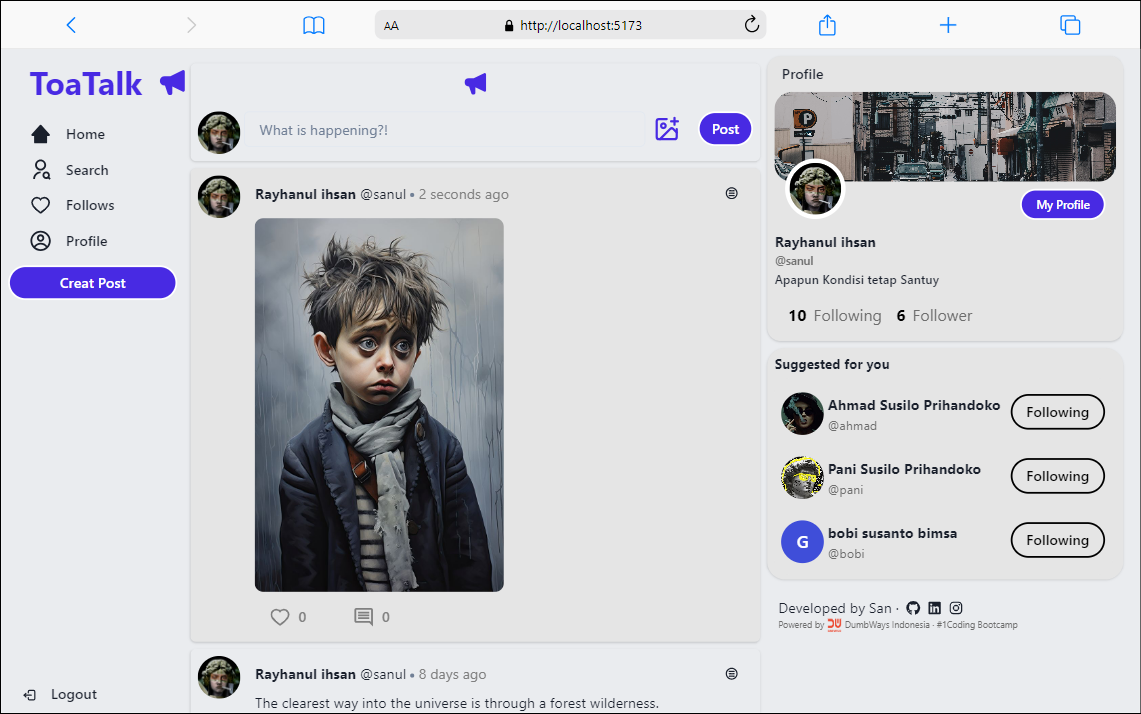 AA
http://localhost:5173
ToaTalk
Home
Search
Follows
Profile
Creat Post
Logout
What is happening?!
Post
Rayhanul ihsan @sanul • 2 seconds ago
0 0
Rayhanul ihsan @sanul • 8 days ago
The clearest way into the universe is through a forest wilderness.
Profile
P
My Profile
Rayhanul ihsan
@sanul
Apapun Kondisi tetap Santuy
10 Following 6 Follower
Suggested for you
Ahmad Susilo Prihandoko
@ahmad
Following
Pani Susilo Prihandoko
@pani
Following
G
bobi susanto bimsa
@bobi
Following
Developed by San ·
Powered by DumbWays Indonesia · #1Coding Bootcamp